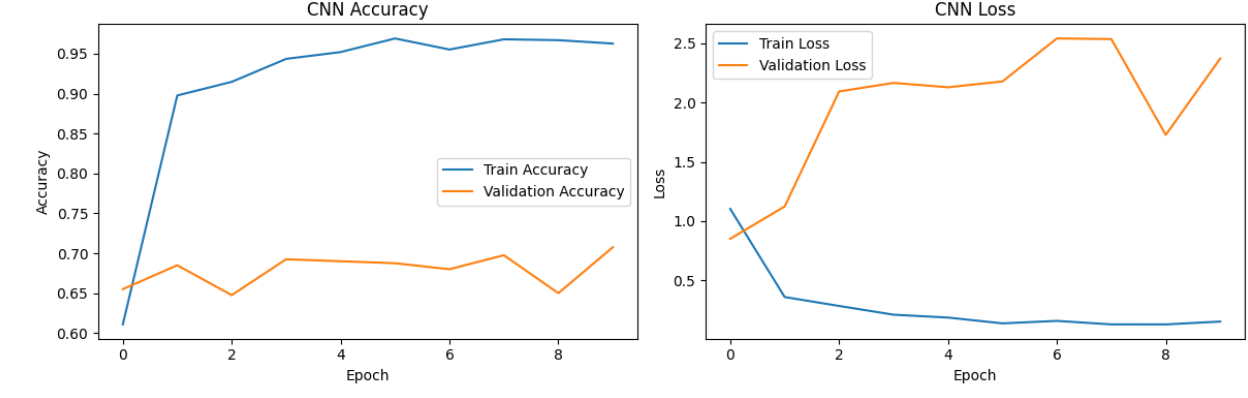 CNN Accuracy
0.95
0.90
0.85
0.80
0.75
0.70
0.65
0.60
Accuracy
Train Accuracy
Validation Accuracy
0
2
4
6
8
Epoch
CNN Loss
2.5
2.0
1.5
1.0
0.5
Loss
Train Loss
Validation Loss
0
2
4
6
8
Epoch